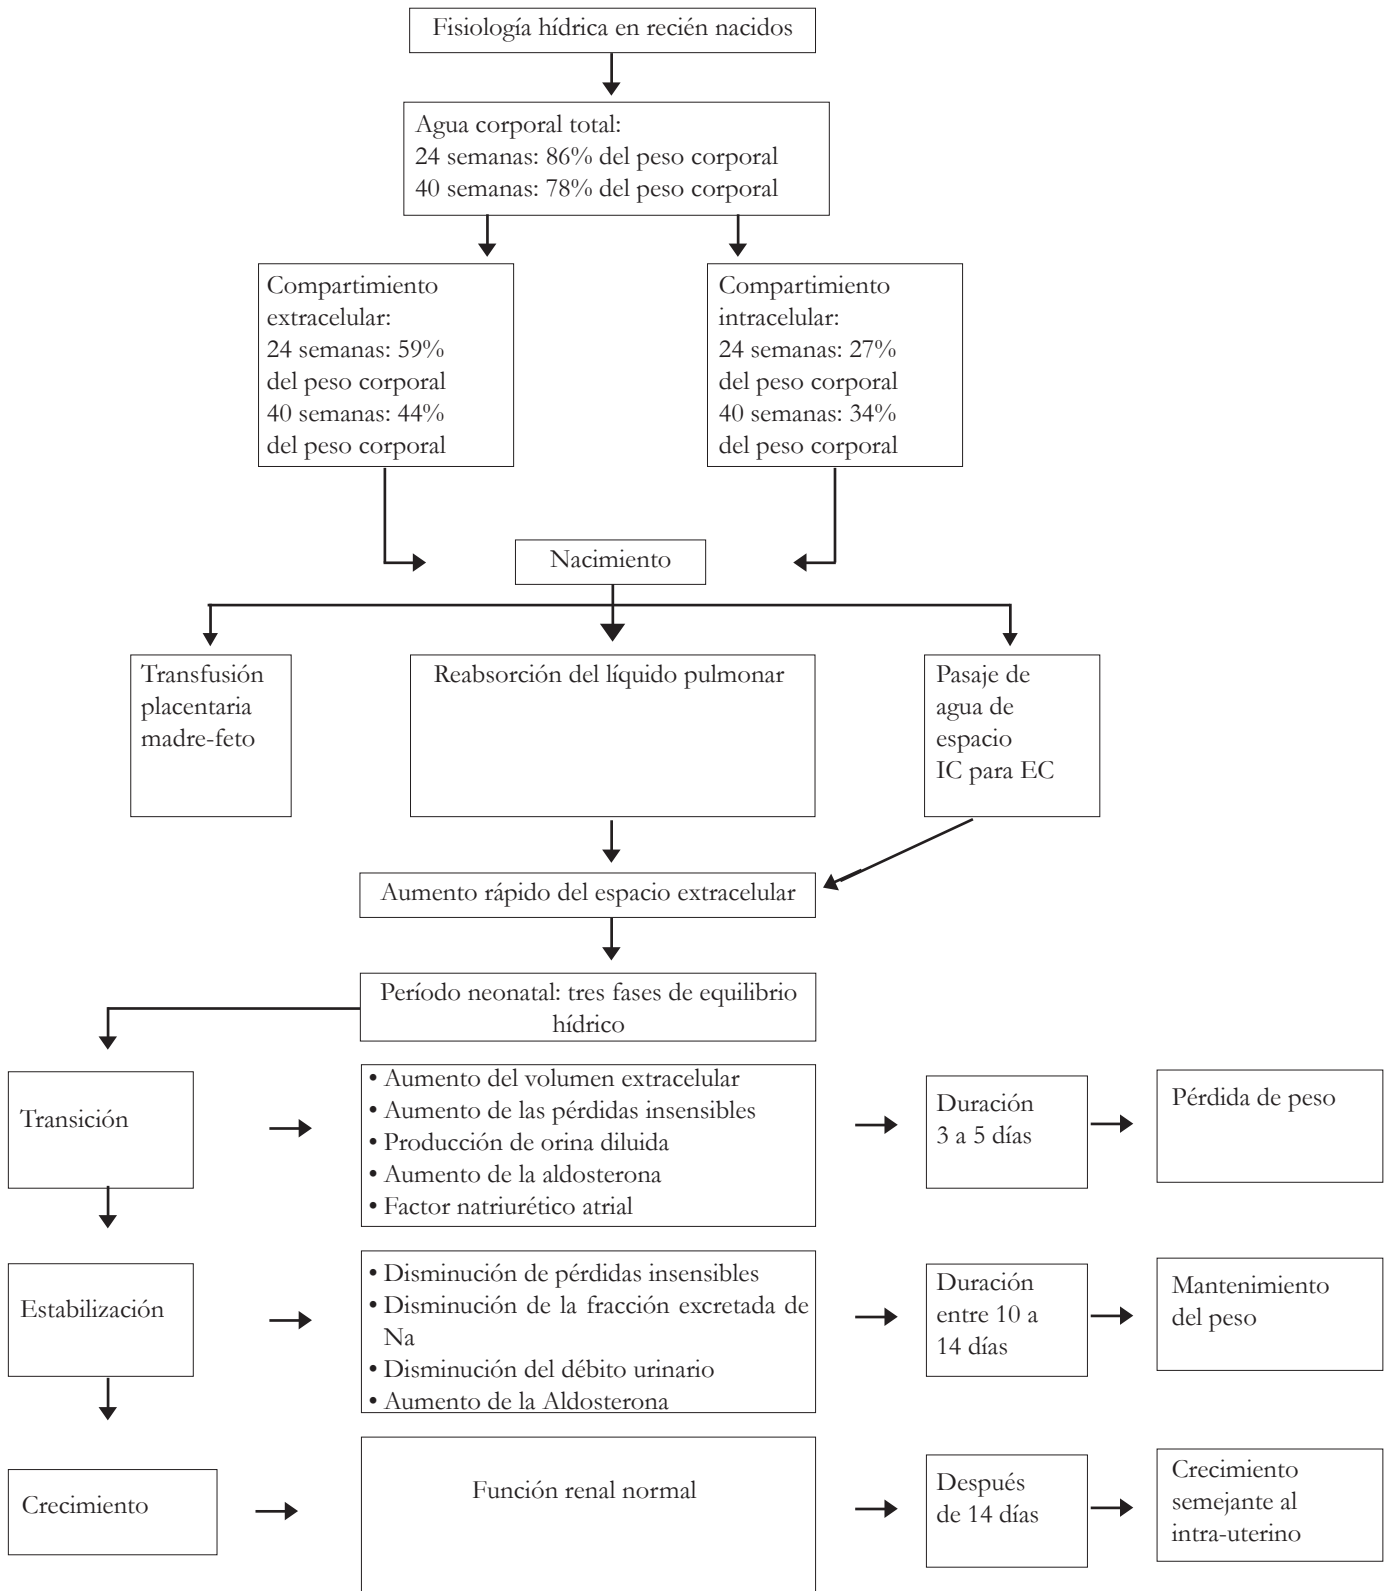 Fisiología hídrica en recién nacidos
Agua corporal total:
24 semanas: 86% del peso corporal
40 semanas: 78% del peso corporal
Compartimiento
extracelular:
24 semanas: 59%
del peso corporal
40 semanas: 44%
del peso corporal
Compartimiento
intracelular:
24 semanas: 27%
del peso corporal
40 semanas: 34%
del peso corporal
Nacimiento
Transfusión
placentaria
madre-feto
Reabsorción del líquido pulmonar
Pasaje de
agua de
espacio
IC para EC
Aumento rápido del espacio extracelular
Período neonatal: tres fases de equilibrio
hídrico
Transición
• Aumento del volumen extracelular
• Aumento de las pérdidas insensibles
• Producción de orina diluida
• Aumento de la aldosterona
• Factor natriurético atrial
Duración
3 a 5 días
Pérdida de peso
Estabilización
• Disminución de pérdidas insensibles
• Disminución de la fracción excretada de
Na
• Disminución del débito urinario
• Aumento de la Aldosterona
Duración
entre 10 a
14 días
Mantenimiento
del peso
Crecimiento
Función renal normal
Después
de 14 días
Crecimiento
semejante al
intra-uterino